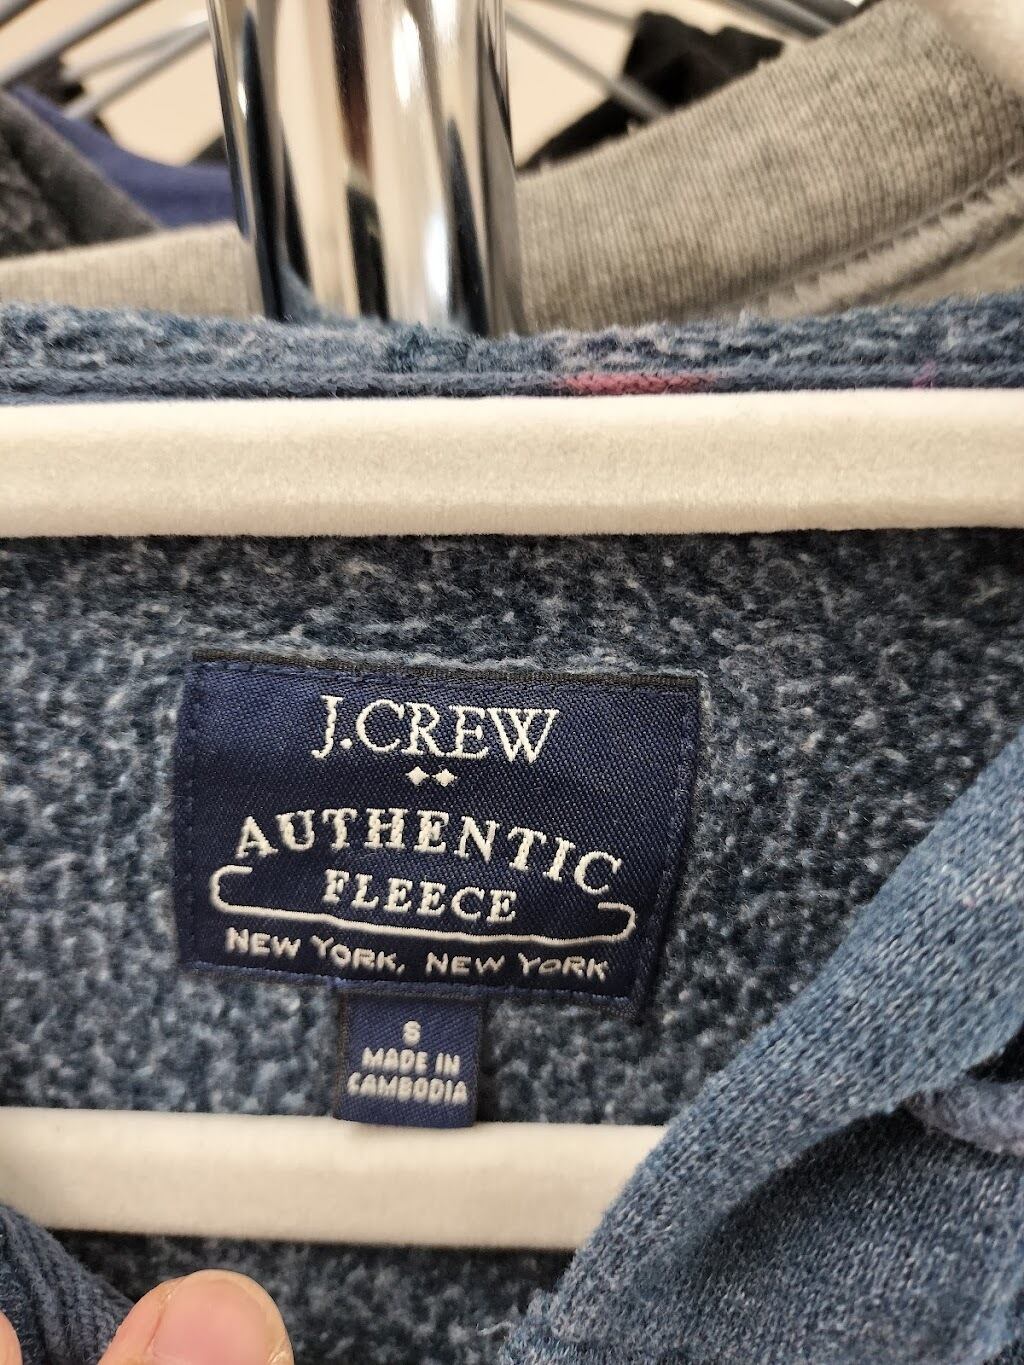 J.CREW
AUTHENTIC
FLEECE
NEW YORK, NEW YORK
S
MADE IN
CAMBODIA